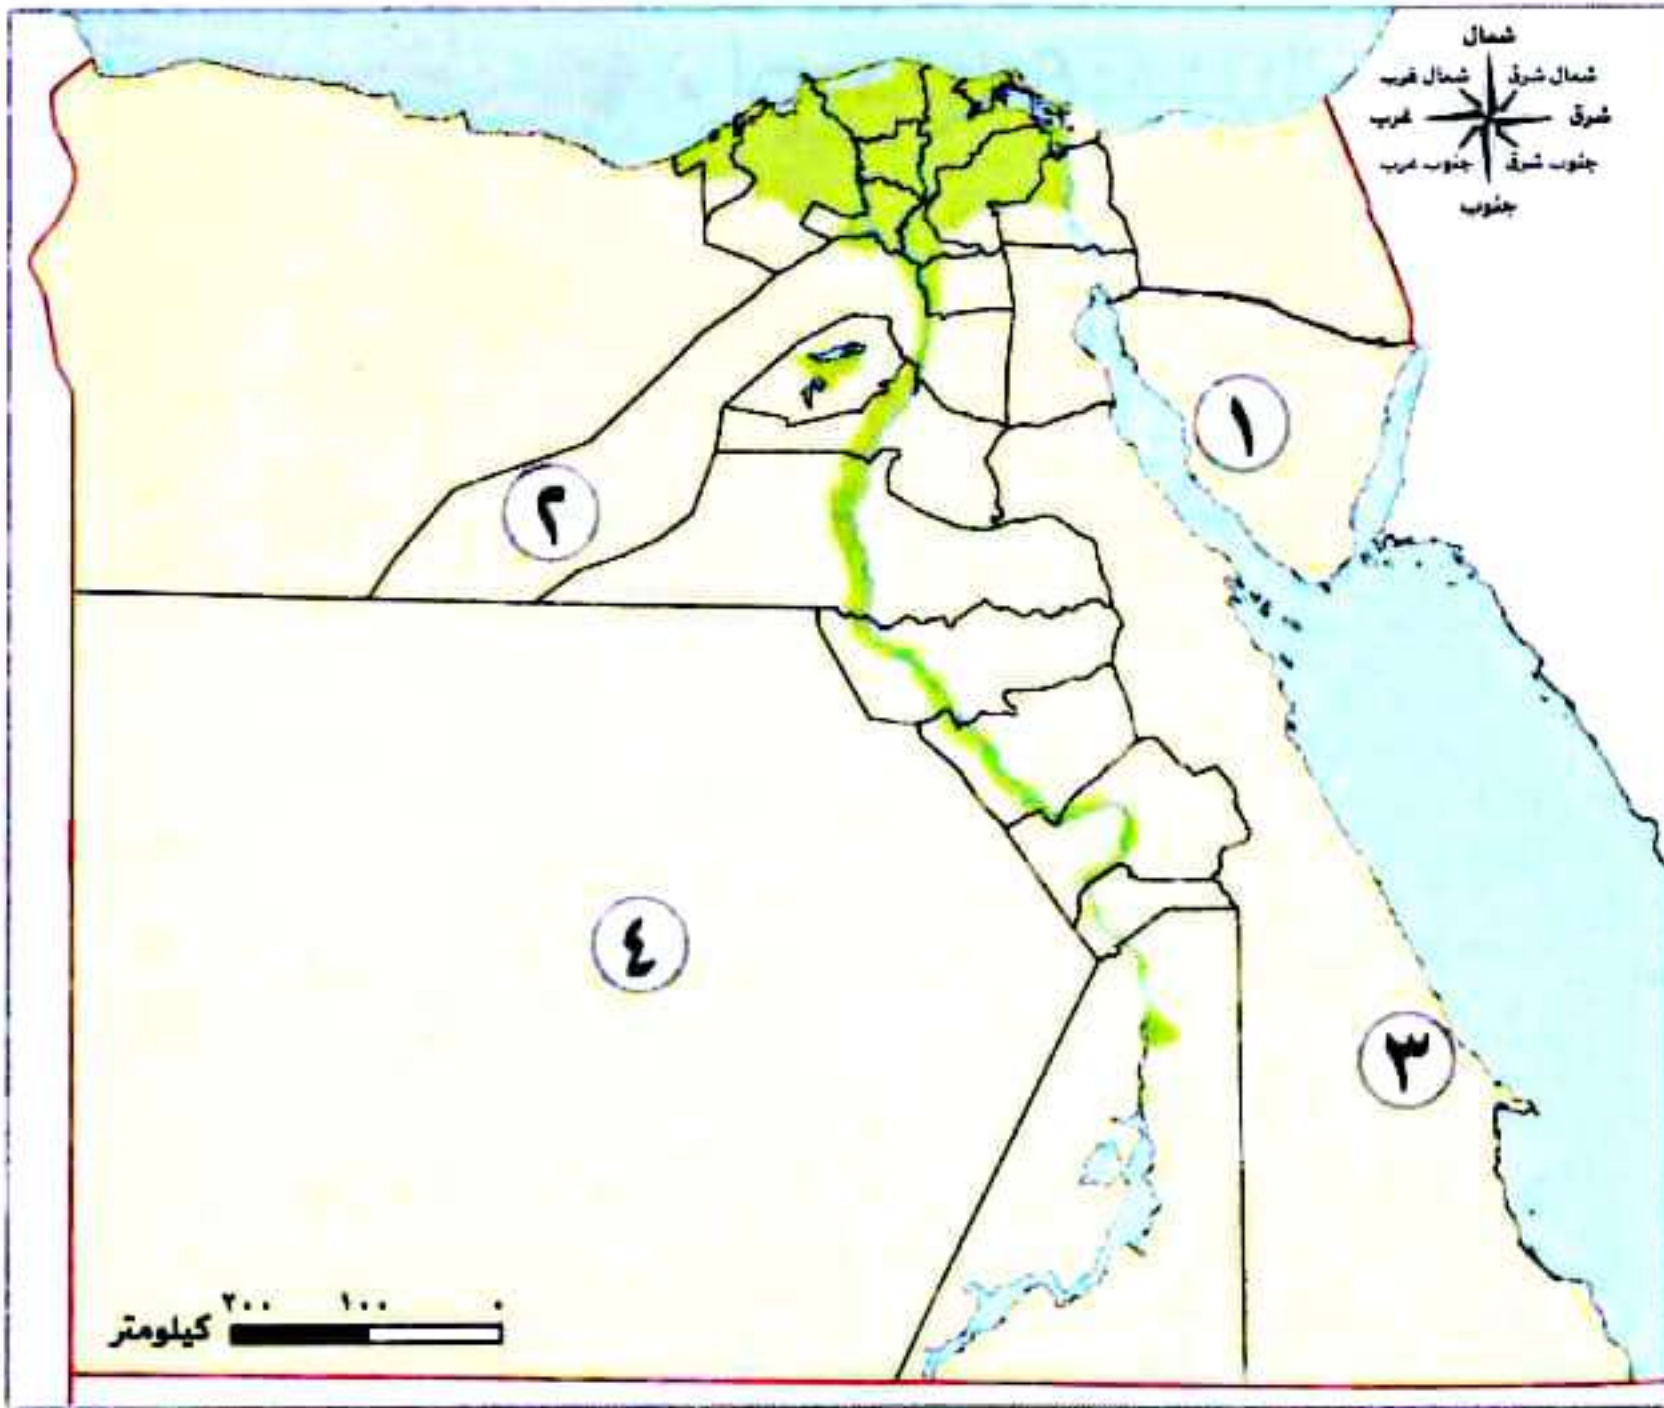 شمال
شمال غرب شمال شرق
غرب شرق
جنوب غرب جنوب شرق
جنوب
١
٢
٤
٣
٢٠٠ ١٠٠ ٠
كيلومتر